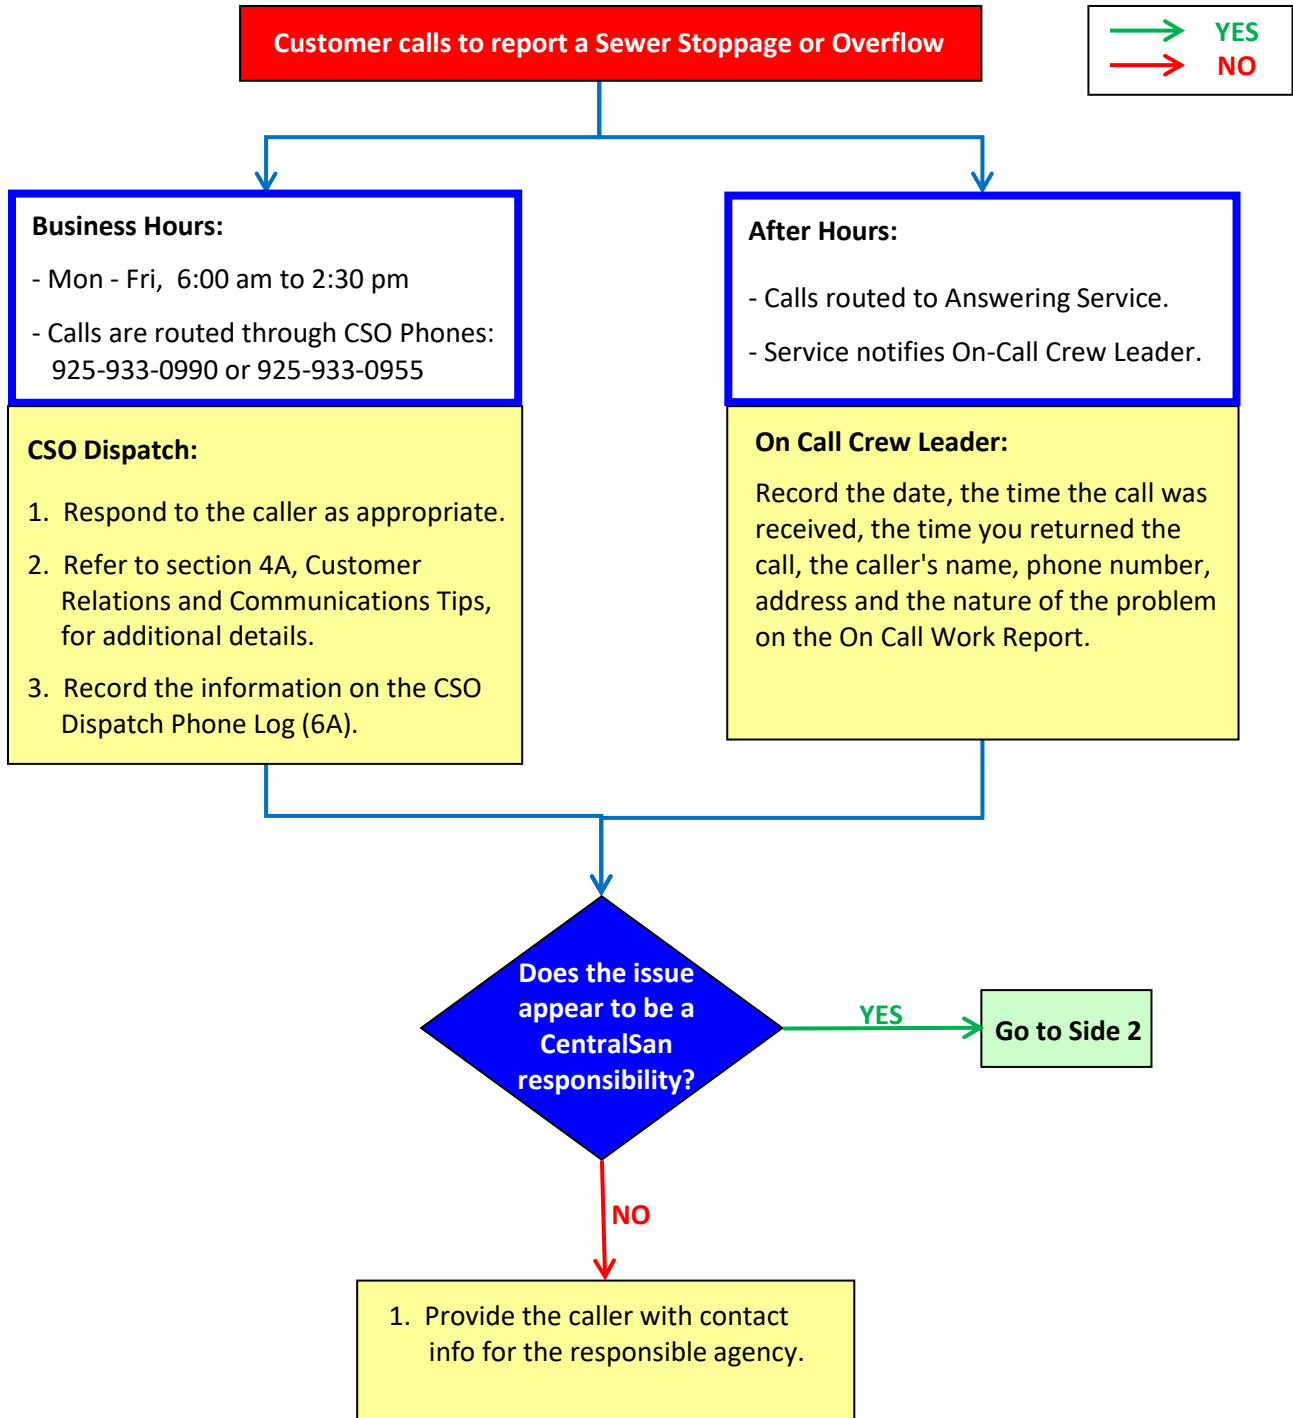 Customer calls to report a Sewer Stoppage or Overflow
YES
NO
Business Hours:
- Mon - Fri,  6:00 am to 2:30 pm
- Calls are routed through CSO Phones:
925-933-0990 or 925-933-0955
After Hours:
- Calls routed to Answering Service.
- Service notifies On-Call Crew Leader.
CSO Dispatch:
1.  Respond to the caller as appropriate.
2.  Refer to section 4A, Customer
Relations and Communications Tips,
for additional details.
3.  Record the information on the CSO
Dispatch Phone Log (6A).
On Call Crew Leader:
Record the date, the time the call was
received, the time you returned the
call, the caller's name, phone number,
address and the nature of the problem
on the On Call Work Report.
Does the issue
appear to be a
CentralSan
responsibility?
YES
Go to Side 2
NO
1.  Provide the caller with contact
info for the responsible agency.